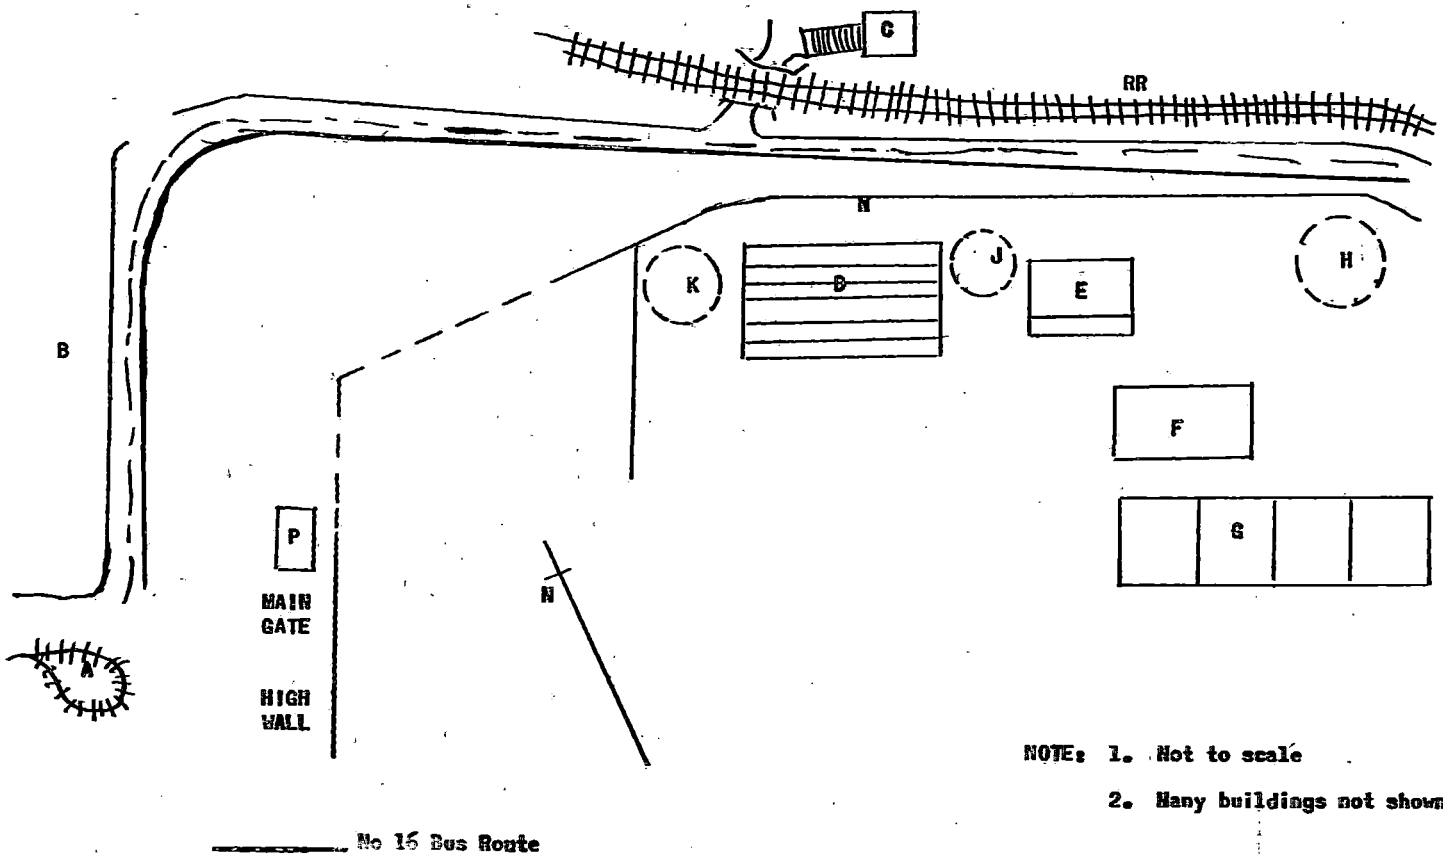 C
RR
M
B
K
D
J
E
H
F
G
P
MAIN
GATE
N
A
HIGH
WALL
NOTE: 1. Not to scale
2. Many buildings not shown
No 16 Bus Route